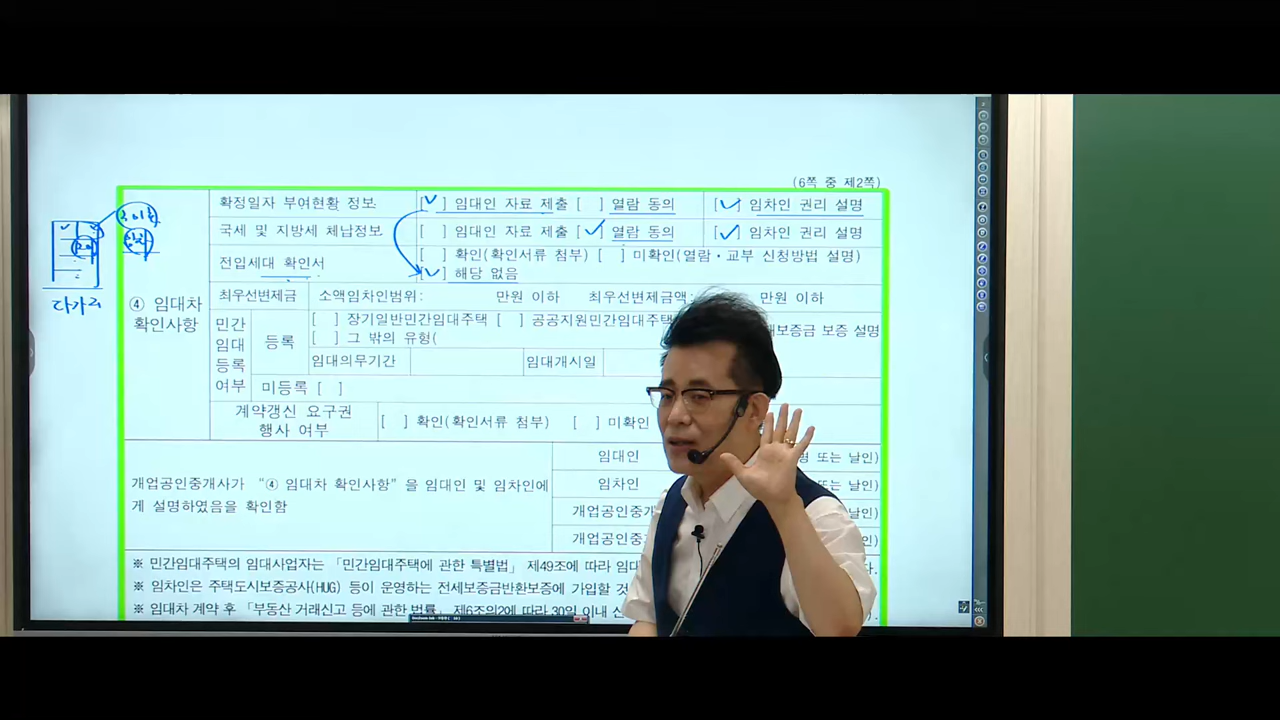 (6쪽 중 제2쪽)
확정일자 부여현황 정보 [✓] 임대인 자료 제출 [ ] 열람 동의 [✓] 임차인 권리 설명
국세 및 지방세 체납정보 [ ] 임대인 자료 제출 [✓] 열람 동의 [✓] 임차인 권리 설명
전입세대 확인서 [ ] 확인(확인서류 첨부) [ ] 미확인(열람·교부 신청방법 설명)
[✓] 해당 없음
다가구
④ 임대차
확인사항
최우선변제금 소액임차인범위: 만원 이하 최우선변제금액: 만원 이하
민간
임대
등록
여부
등록
[ ] 장기일반민간임대주택 [ ] 공공지원민간임대주택
[ ] 그 밖의 유형(
보증금 보증 설명
임대의무기간 임대개시일
미등록 [ ]
계약갱신 요구권
행사 여부
[ ] 확인(확인서류 첨부) [ ] 미확인
개업공인중개사가 “④ 임대차 확인사항”을 임대인 및 임차인에
게 설명하였음을 확인함
임대인 또는 날인)
임차인 또는 날인)
개업공인중개 날인)
개업공인중 날인)
※ 민간임대주택의 임대사업자는 「민간임대주택에 관한 특별법」 제49조에 따라 임대
※ 임차인은 주택도시보증공사(HUG) 등이 운영하는 전세보증금반환보증에 가입할 것
※ 임대차 계약 후 「부동산 거래신고 등에 관한 법률」 제6조의2에 따라 30일 이내 신